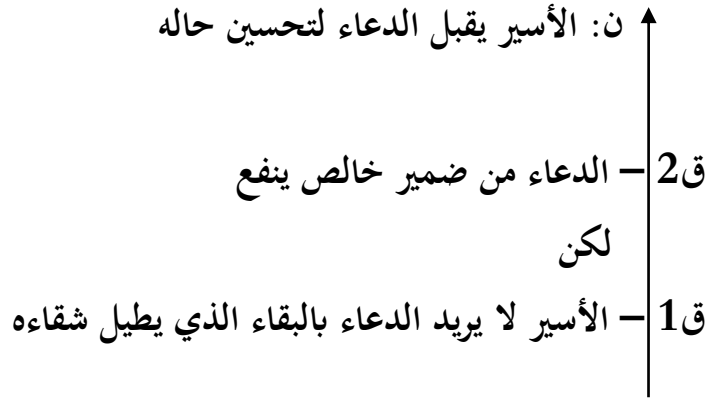 ن: الأسير يقبل الدعاء لتحسين حاله
ق2 – الدعاء من ضمير خالص ينفع
لكن
ق1 – الأسير لا يريد الدعاء بالبقاء الذي يطيل شقاءه